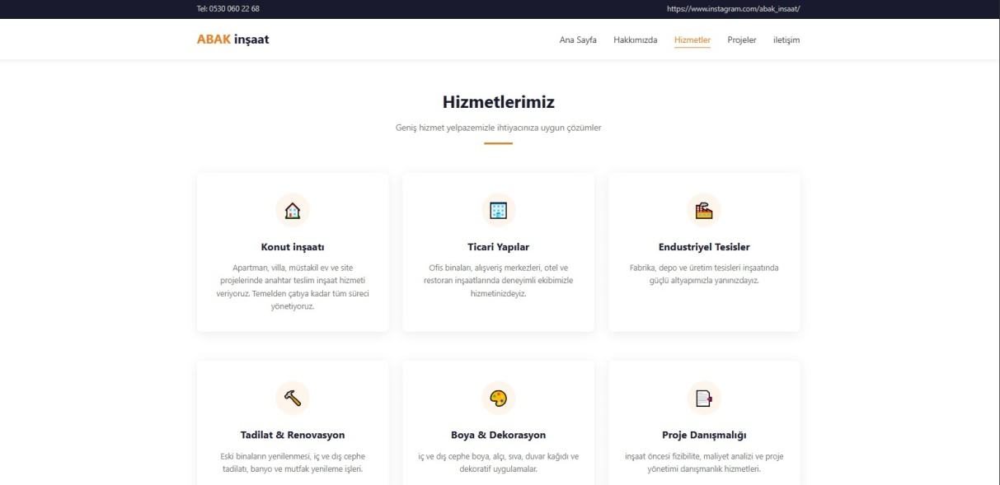 Tel: 0530 060 22 68
https://www.instagram.com/abak_insaat/
ABAK inşaat
Ana Sayfa
Hakkımızda
Hizmetler
Projeler
iletişim
Hizmetlerimiz
Geniş hizmet yelpazemizle ihtiyacınıza uygun çözümler
Konut inşaatı
Apartman, villa, müstakil ev ve site
projelerinde anahtar teslim inşaat hizmeti
veriyoruz. Temelden çatıya kadar tüm süreci
yönetiyoruz.
Ticari Yapılar
Ofis binaları, alışveriş merkezleri, otel ve
restoran inşaatlarında deneyimli ekibimizle
hizmetinizdeyiz.
Endustriyel Tesisler
Fabrika, depo ve üretim tesisleri inşaatında
güçlü altyapımızla yanınızdayız.
Tadilat & Renovasyon
Eski binaların yenilenmesi, iç ve dış cephe
tadilatı, banyo ve mutfak yenileme işleri.
Boya & Dekorasyon
iç ve dış cephe boya, alçı, sıva, duvar kağıdı ve
dekoratif uygulamalar.
Proje Danışmalığı
inşaat öncesi fizibilite, maliyet analizi ve proje
yönetimi danışmanlık hizmetleri.